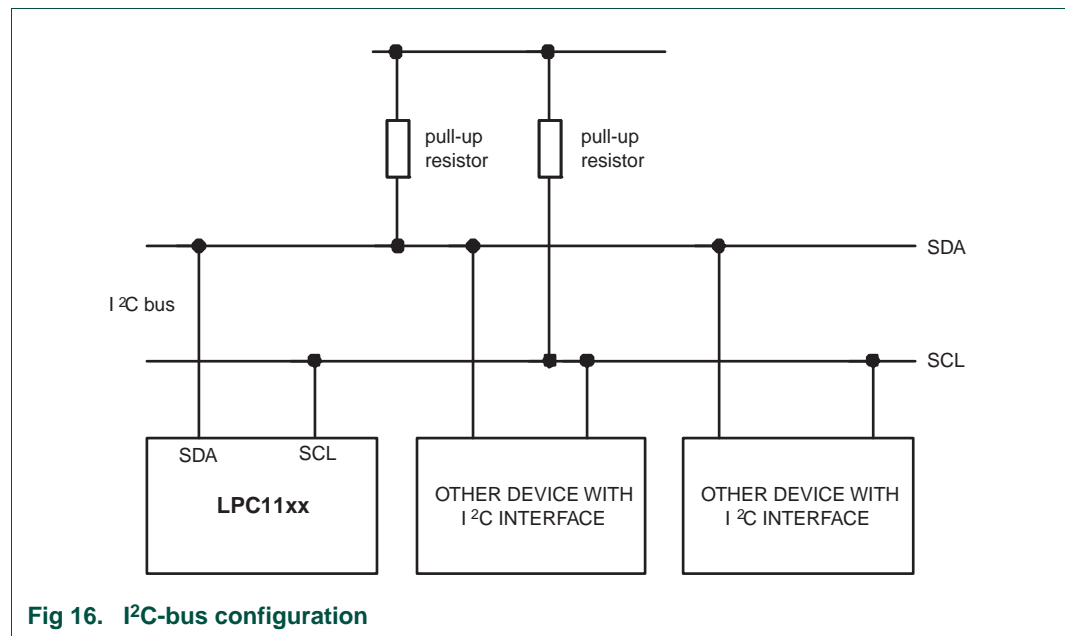 pull-up
resistor
pull-up
resistor
SDA
I ²C bus
SCL
SDA
SCL
LPC11xx
OTHER DEVICE WITH
I ²C INTERFACE
OTHER DEVICE WITH
I ²C INTERFACE
Fig 16. I²C-bus configuration